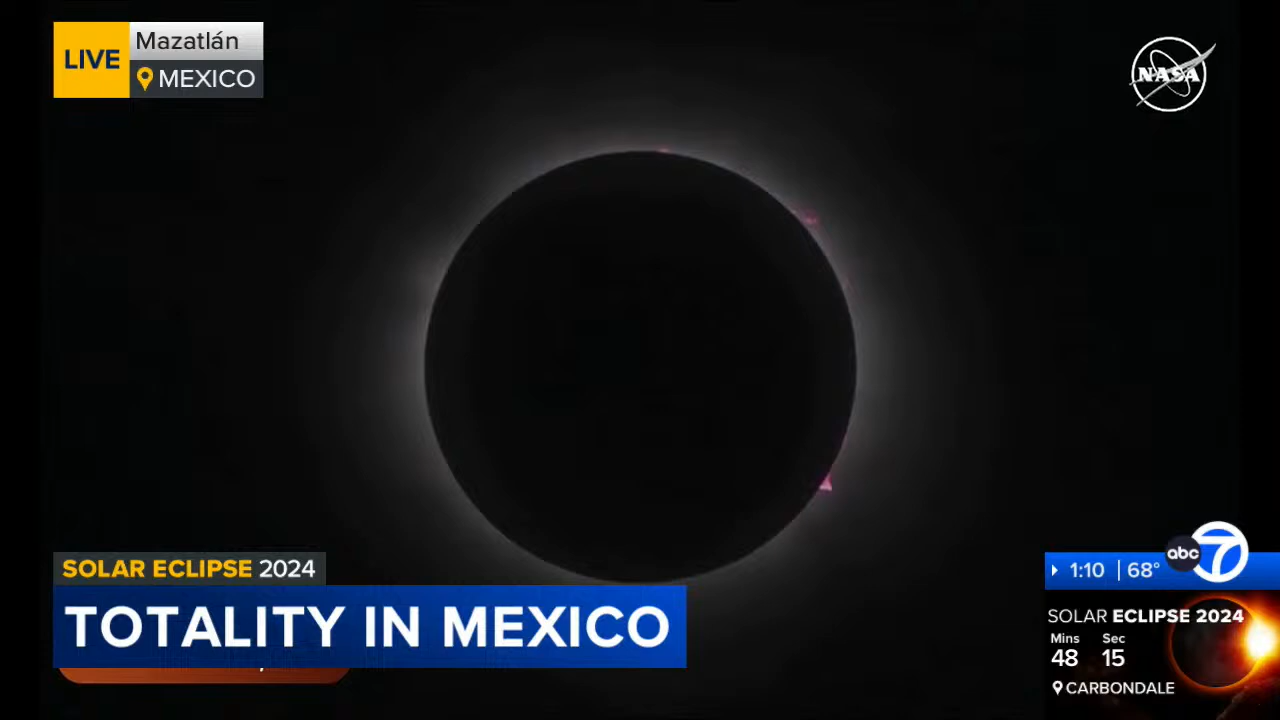 LIVE
Mazatlán
MEXICO
NASA
SOLAR ECLIPSE 2024
TOTALITY IN MEXICO
abc 7
1:10 | 68°
SOLAR ECLIPSE 2024
Mins Sec
48 15
CARBONDALE